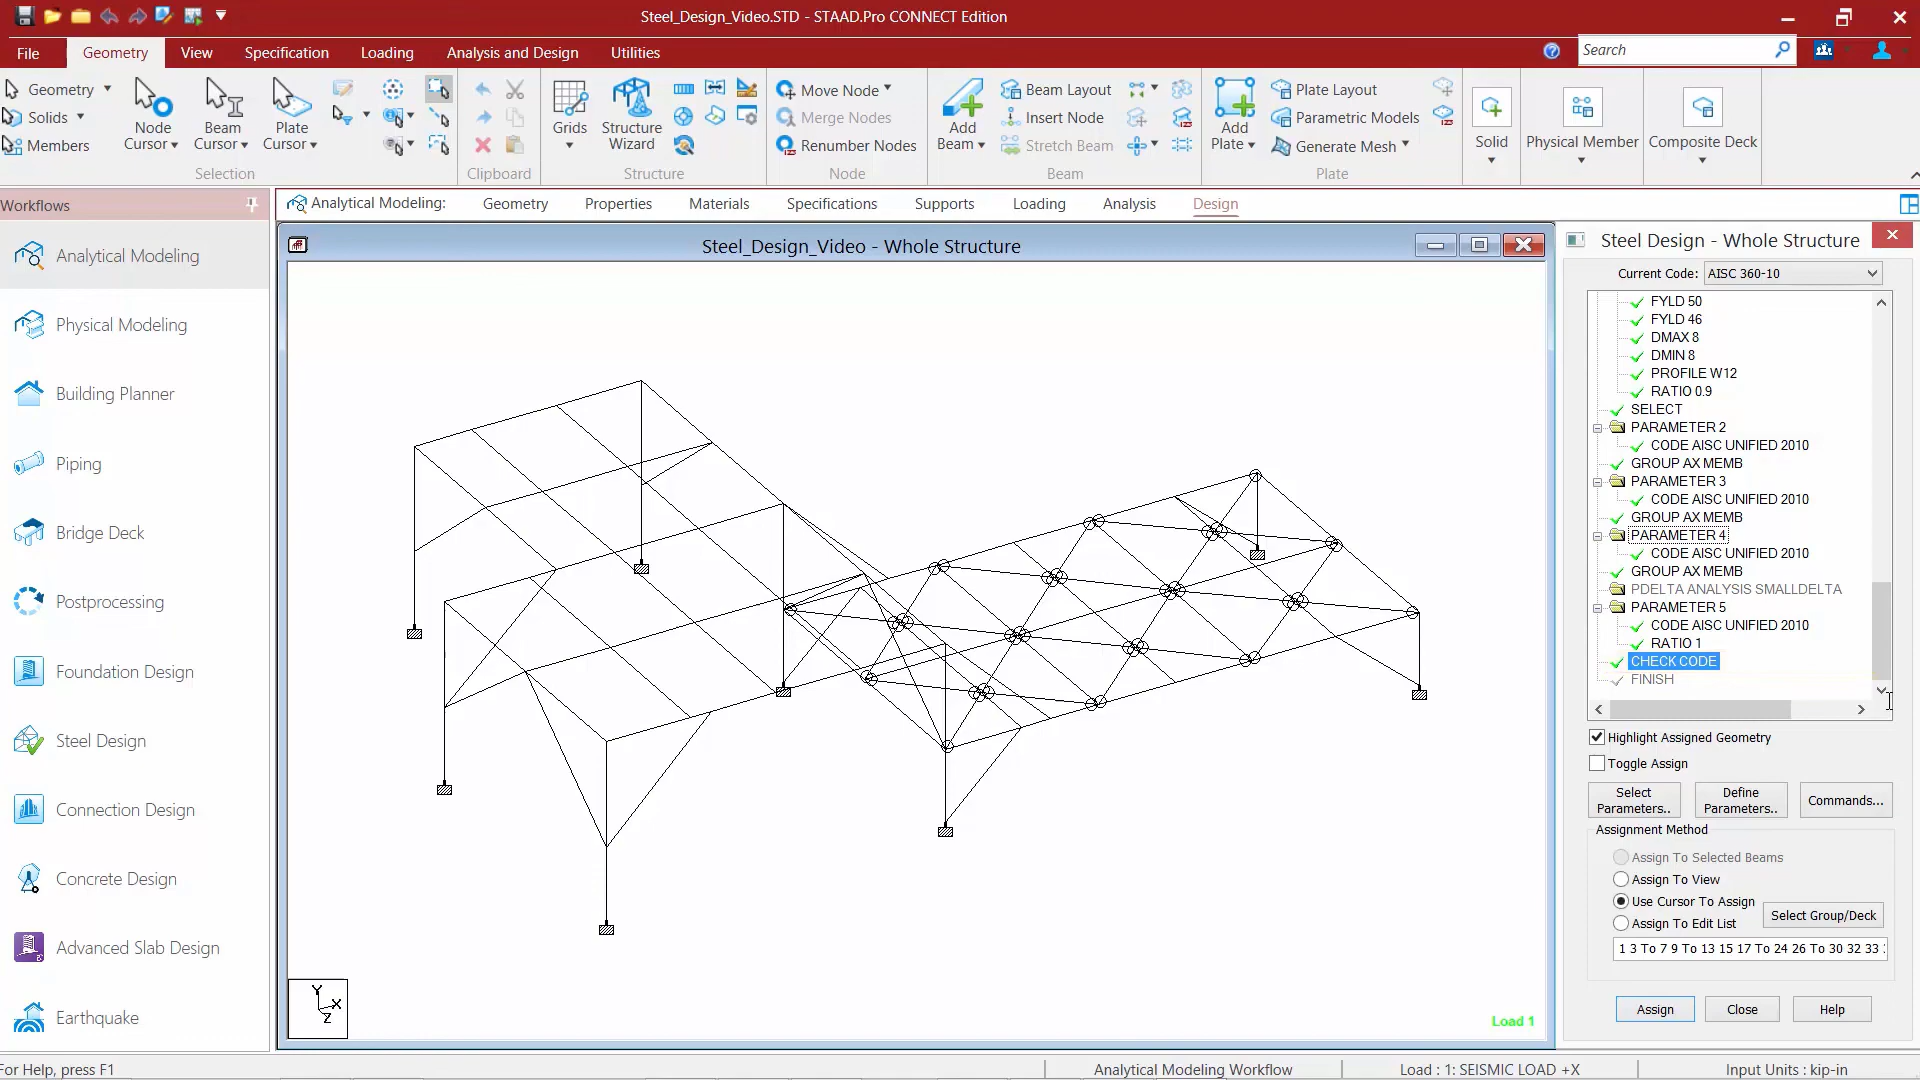 Steel_Design_Video.STD - STAAD.Pro CONNECT Edition
File
Geometry
View
Specification
Loading
Analysis and Design
Utilities
Search
Geometry
Solids
Members
Node Cursor
Beam Cursor
Plate Cursor
Selection
Clipboard
Grids
Structure Wizard
Structure
Move Node
Merge Nodes
Renumber Nodes
Node
Add Beam
Beam Layout
Insert Node
Stretch Beam
Beam
Add Plate
Plate Layout
Parametric Models
Generate Mesh
Plate
Solid
Physical Member
Composite Deck
Workflows
Analytical Modeling
Physical Modeling
Building Planner
Piping
Bridge Deck
Postprocessing
Foundation Design
Steel Design
Connection Design
Concrete Design
Advanced Slab Design
Earthquake
Analytical Modeling:
Geometry
Properties
Materials
Specifications
Supports
Loading
Analysis
Design
Steel_Design_Video - Whole Structure
Y
X
Z
Load 1
Steel Design - Whole Structure
Current Code: AISC 360-10
FYLD 50
FYLD 46
DMAX 8
DMIN 8
PROFILE W12
RATIO 0.9
SELECT
PARAMETER 2
CODE AISC UNIFIED 2010
GROUP AX MEMB
PARAMETER 3
CODE AISC UNIFIED 2010
GROUP AX MEMB
PARAMETER 4
CODE AISC UNIFIED 2010
GROUP AX MEMB
PDELTA ANALYSIS SMALLDELTA
PARAMETER 5
CODE AISC UNIFIED 2010
RATIO 1
CHECK CODE
FINISH
Highlight Assigned Geometry
Toggle Assign
Select Parameters..
Define Parameters..
Commands...
Assignment Method
Assign To Selected Beams
Assign To View
Use Cursor To Assign
Assign To Edit List
Select Group/Deck
1 3 To 7 9 To 13 15 17 To 24 26 To 30 32 33
Assign
Close
Help
For Help, press F1
Analytical Modeling Workflow
Load : 1: SEISMIC LOAD +X
Input Units : kip-in